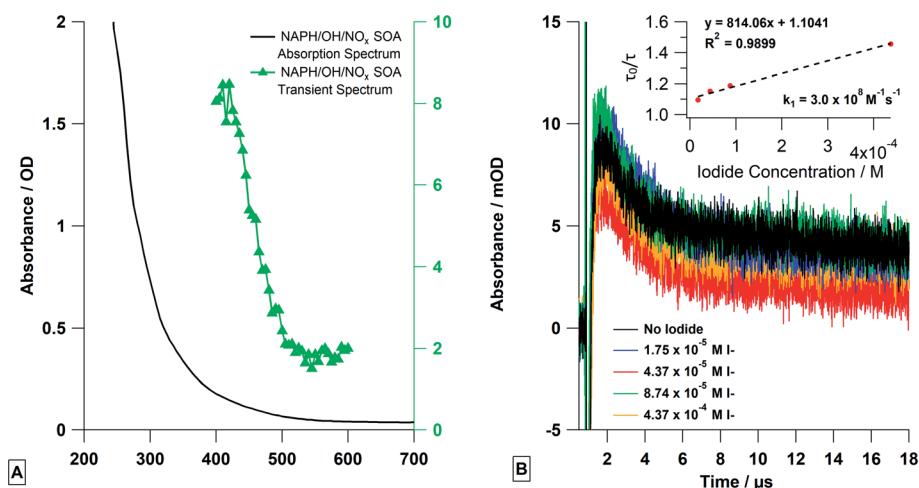 2
1.5
1
0.5
0
Absorbance / OD
NAPH/OH/NOx SOA
Absorption Spectrum
NAPH/OH/NOx SOA
Transient Spectrum
10
8
6
4
2
0
200 300 400 500 600 700
A
15
10
5
0
-5
Absorbance / mOD
1.6
1.4
1.2
1.0
τ0/τ
y = 814.06x + 1.1041
R² = 0.9899
k1 = 3.0 x 10⁸ M⁻¹s⁻¹
0 1 2 3 4x10⁻⁴
Iodide Concentration / M
No Iodide
1.75 x 10⁻⁵ M I-
4.37 x 10⁻⁵ M I-
8.74 x 10⁻⁵ M I-
4.37 x 10⁻⁴ M I-
2 4 6 8 10 12 14 16 18
Time / µs
B